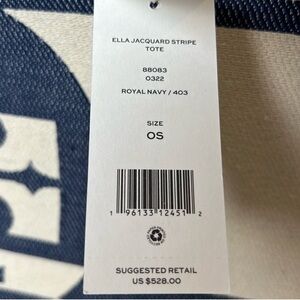 ELLA JACQUARD STRIPE
TOTE
88083
0322
ROYAL NAVY / 403
SIZE
OS
1 96133 12451 2
SUGGESTED RETAIL
US $528.00